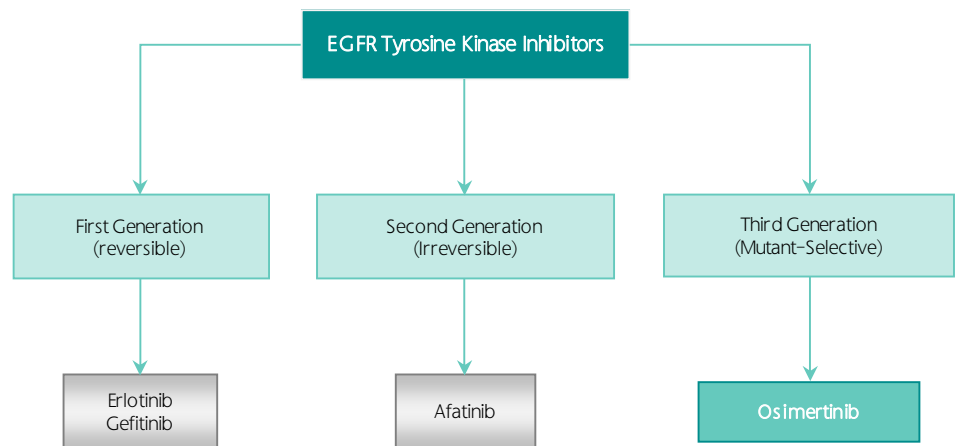 EGFR Tyrosine Kinase Inhibitors
First Generation
(reversible)
Second Generation
(Irreversible)
Third Generation
(Mutant-Selective)
Erlotinib
Gefitinib
Afatinib
Osimertinib